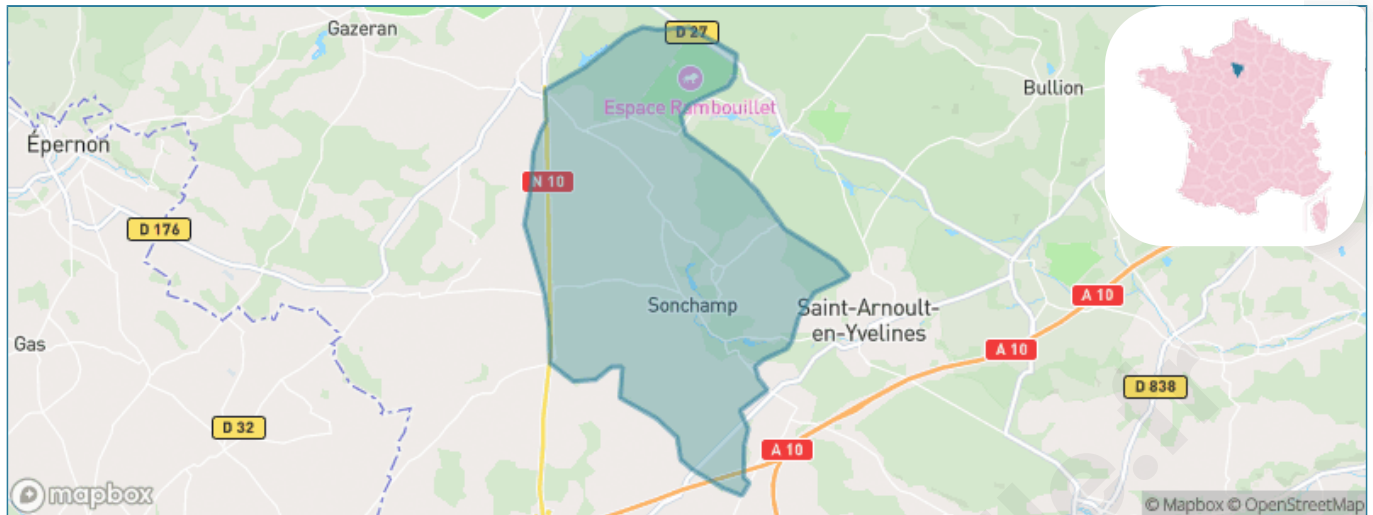 Gazeran
D 27
Bullion
Espace Rambouillet
Épernon
N 10
D 176
Sonchamp
A 10
Saint-Arnoult-
en-Yvelines
Gas
A 10
D 838
D 32
A 10
mapbox
© Mapbox © OpenStreetMap